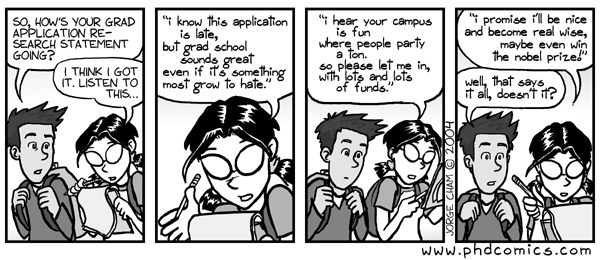 SO, HOW'S YOUR GRAD
APPLICATION RE-
SEARCH STATEMENT
GOING?
I THINK I GOT
IT. LISTEN TO
THIS...
"i know this application
is late,
but grad school
sounds great
even if it's something
most grow to hate."
"i hear your campus
is fun
where people party
a ton.
so please let me in,
with lots and lots
of funds."
"i promise i'll be nice
and become real wise,
maybe even win
the nobel prize!"
well, that says
it all, doesn't it?
JORGE CHAM © 2004
www.phdcomics.com